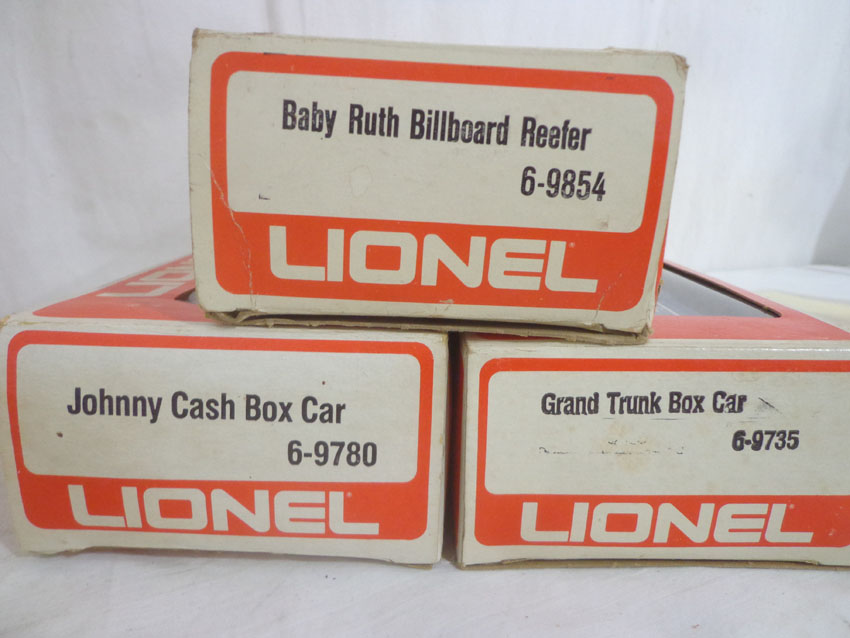 Baby Ruth Billboard Reefer
6-9854
LIONEL
Johnny Cash Box Car
6-9780
LIONEL
Grand Trunk Box Car
6-9735
LIONEL